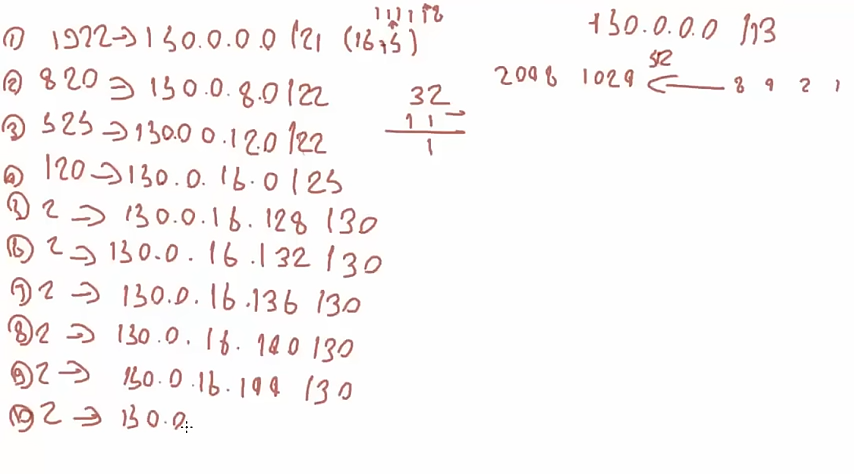 ① 1922→130.0.0.0 /21 (16,5)
② 820 ⇒ 130.0.8.0/22
③ 525→130.0 0.12.0/22
④ 120→130.0.16.0/25
⑤ 2 → 130.0.16.128 /30
⑥ 2→130.0.16.132/30
⑦ 2 → 130.0.16.136 /30
⑧ 2 → 130.0.16.140/30
⑨ 2→ 130.0.16.144 /30
⑩ 2 → 130.0.
32
11 -
1
130.0.0.0 /13
512
2048 1024 ← 8 4 2 1